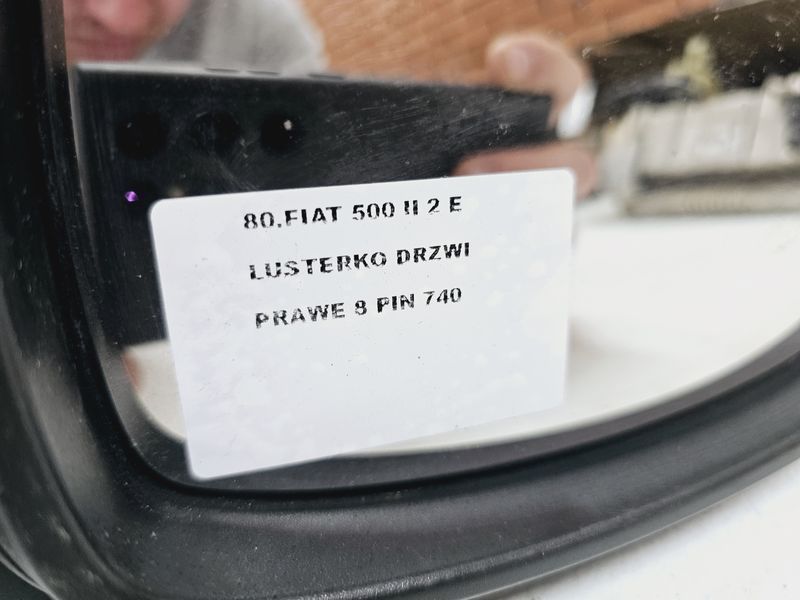 80.FIAT 500 II 2 E
LUSTERKO DRZWI
PRAWE 8 PIN 740